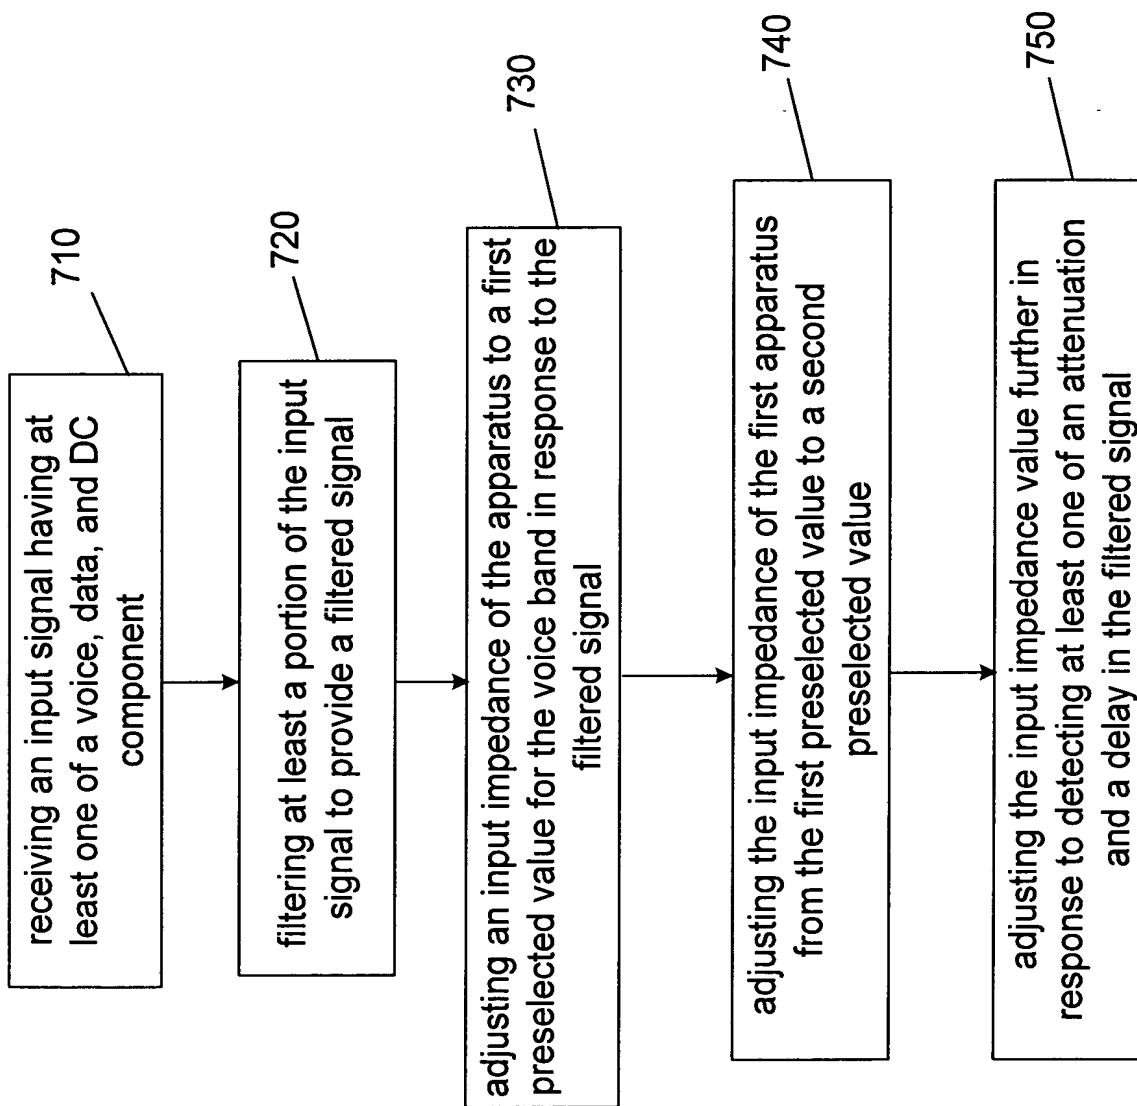 receiving an input signal having at
least one of a voice, data, and DC
component
710
filtering at least a portion of the input
signal to provide a filtered signal
720
adjusting an input impedance of the apparatus to a first
preselected value for the voice band in response to the
filtered signal
730
adjusting the input impedance of the first apparatus
from the first preselected value to a second
preselected value
740
adjusting the input impedance value further in
response to detecting at least one of an attenuation
and a delay in the filtered signal
750